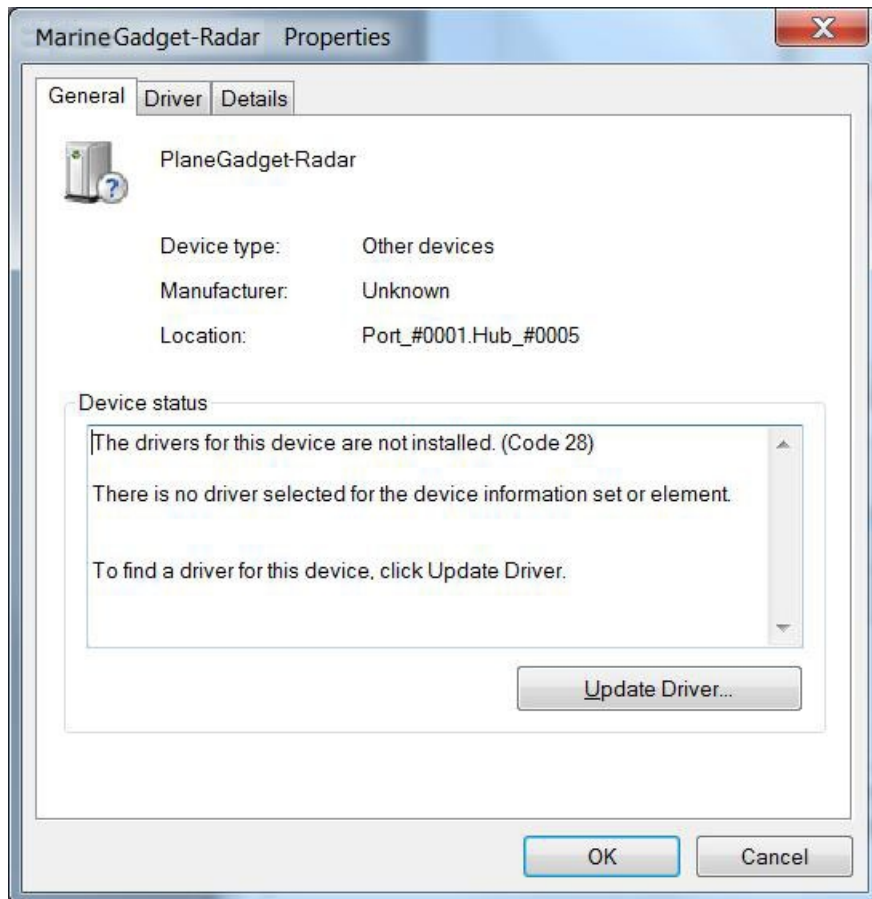 MarineGadget-Radar Properties
General Driver Details
PlaneGadget-Radar
Device type: Other devices
Manufacturer: Unknown
Location: Port_#0001.Hub_#0005
Device status
The drivers for this device are not installed. (Code 28)
There is no driver selected for the device information set or element.
To find a driver for this device, click Update Driver.
Update Driver...
OK Cancel